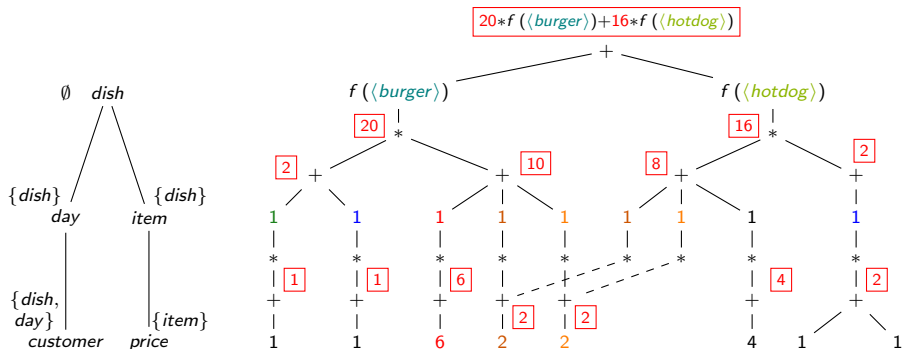 20*f (⟨burger⟩)+16*f (⟨hotdog⟩)
+
∅ dish f (⟨burger⟩) f (⟨hotdog⟩)
20 * 16 *
2 + 10 + 8 + 2 +
{dish} {dish}
day item 1 1 1 1 1 1 1 1 1
* * * * * * * * *
1 1 6 4 2
+ + + + + + +
{dish, day} {item} 2 2
customer price 1 1 6 2 2 4 1 1